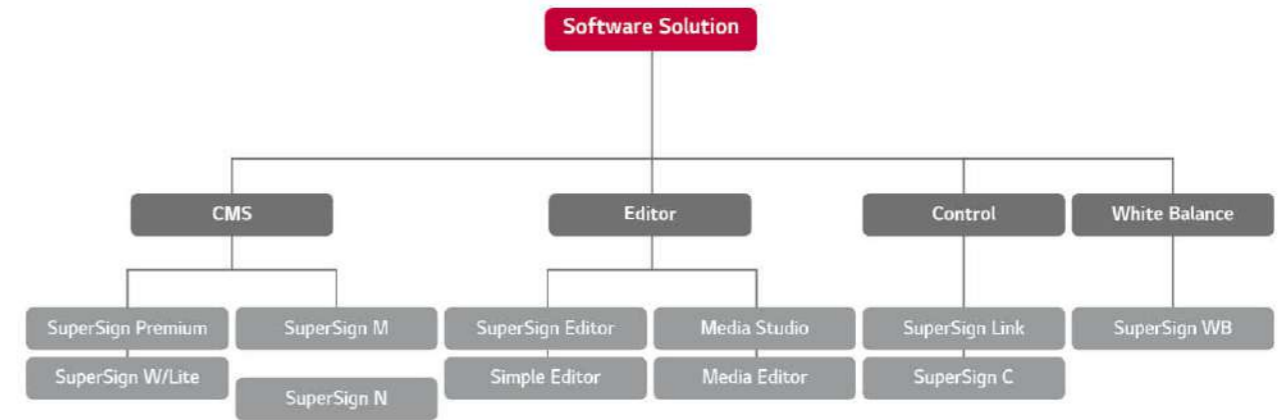 Software Solution
CMS
Editor
Control
White Balance
SuperSign Premium
SuperSign M
SuperSign Editor
Media Studio
SuperSign Link
SuperSign WB
SuperSign W/Lite
SuperSign N
Simple Editor
Media Editor
SuperSign C